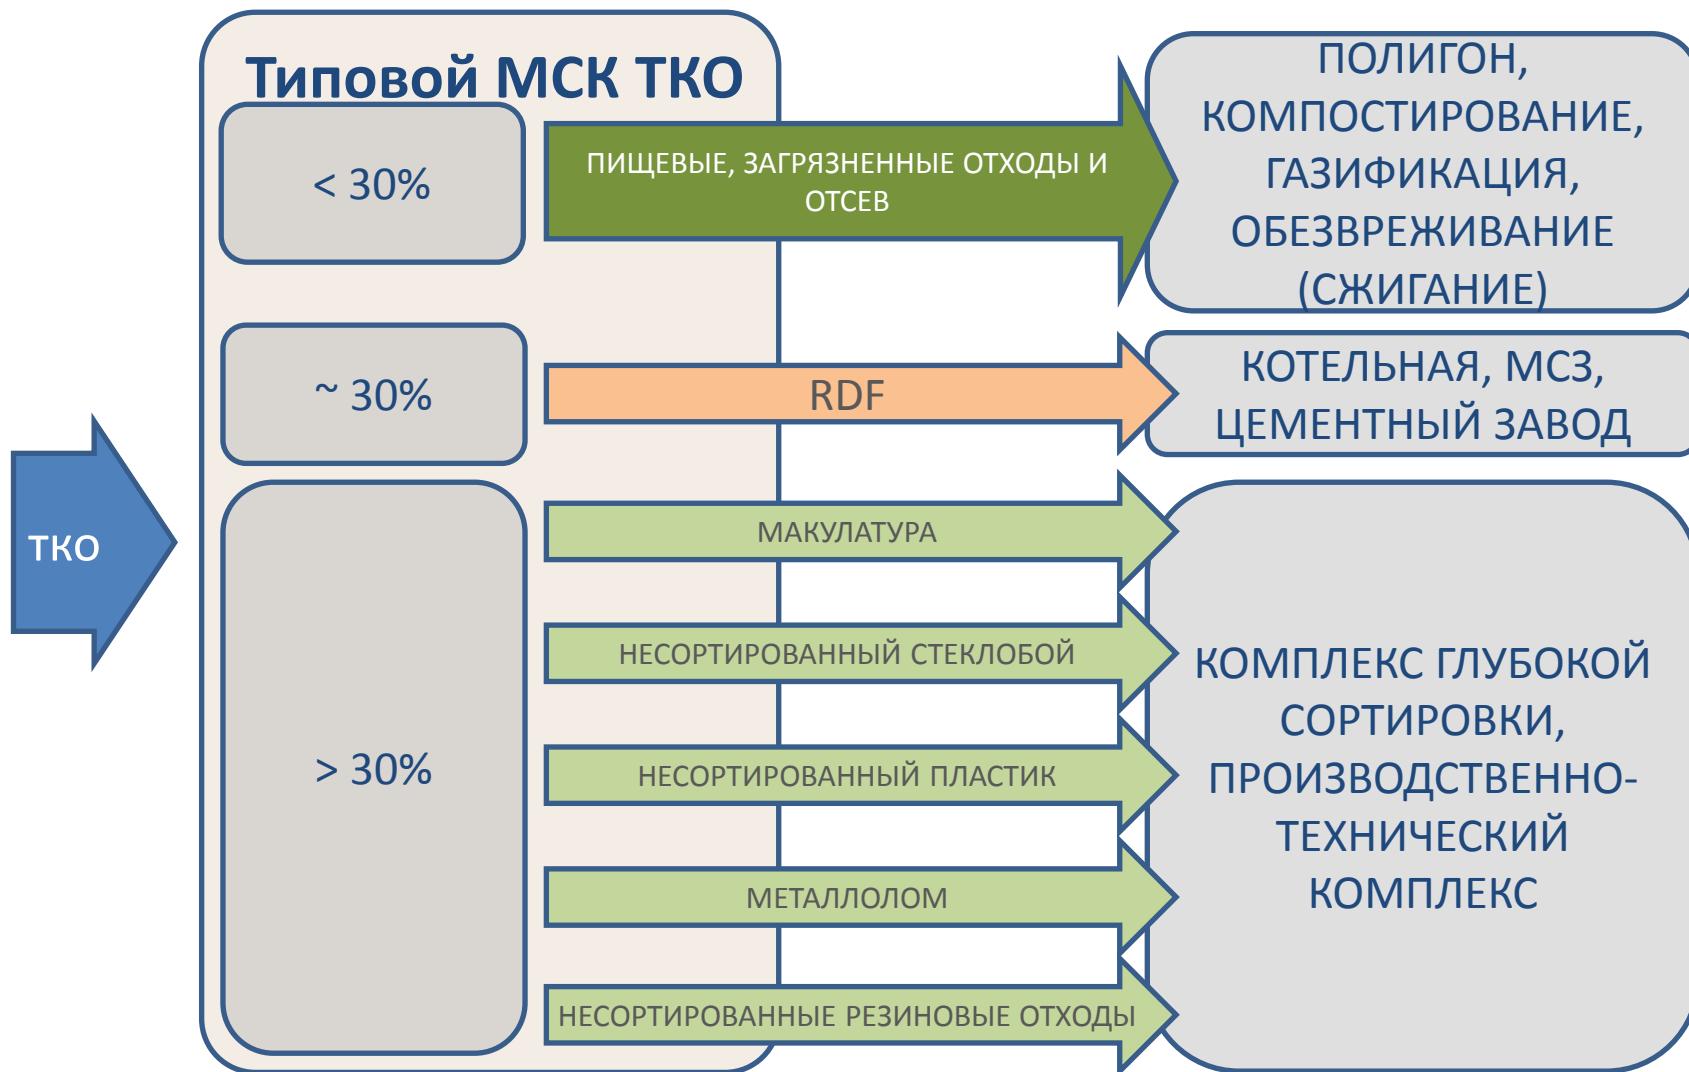 Типовой МСК ТКО
ТКО
< 30%
ПИЩЕВЫЕ, ЗАГРЯЗНЕННЫЕ ОТХОДЫ И
ОТСЕВ
ПОЛИГОН,
КОМПОСТИРОВАНИЕ,
ГАЗИФИКАЦИЯ,
ОБЕЗВРЕЖИВАНИЕ
(СЖИГАНИЕ)
~ 30%
RDF
КОТЕЛЬНАЯ, МСЗ,
ЦЕМЕНТНЫЙ ЗАВОД
> 30%
МАКУЛАТУРА
НЕСОРТИРОВАННЫЙ СТЕКЛОБОЙ
НЕСОРТИРОВАННЫЙ ПЛАСТИК
МЕТАЛЛОЛОМ
НЕСОРТИРОВАННЫЕ РЕЗИНОВЫЕ ОТХОДЫ
КОМПЛЕКС ГЛУБОКОЙ
СОРТИРОВКИ,
ПРОИЗВОДСТВЕННО-
ТЕХНИЧЕСКИЙ
КОМПЛЕКС